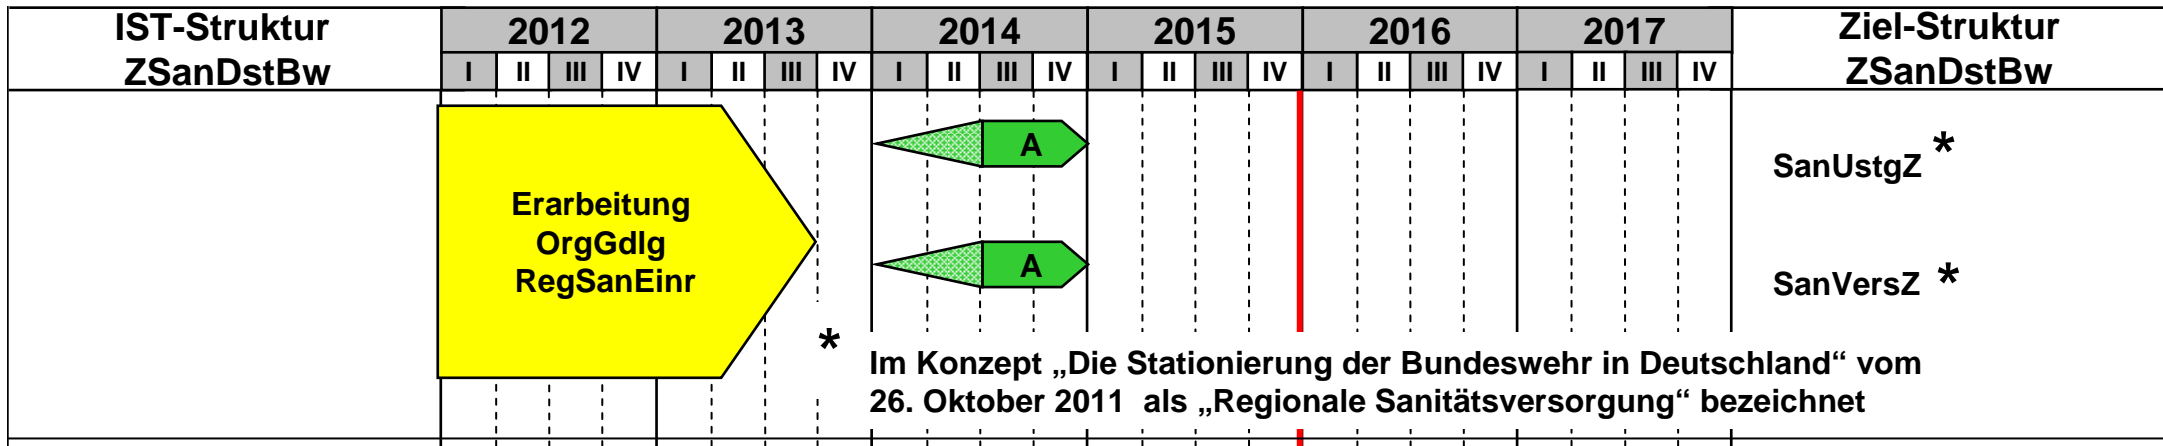 IST-Struktur
ZSanDstBw
2012 2013 2014 2015 2016 2017
I II III IV I II III IV I II III IV I II III IV I II III IV I II III IV
Ziel-Struktur
ZSanDstBw
Erarbeitung
OrgGdlg
RegSanEinr
A
SanUstgZ *
A
SanVersZ *
* Im Konzept „Die Stationierung der Bundeswehr in Deutschland“ vom
26. Oktober 2011 als „Regionale Sanitätsversorgung“ bezeichnet